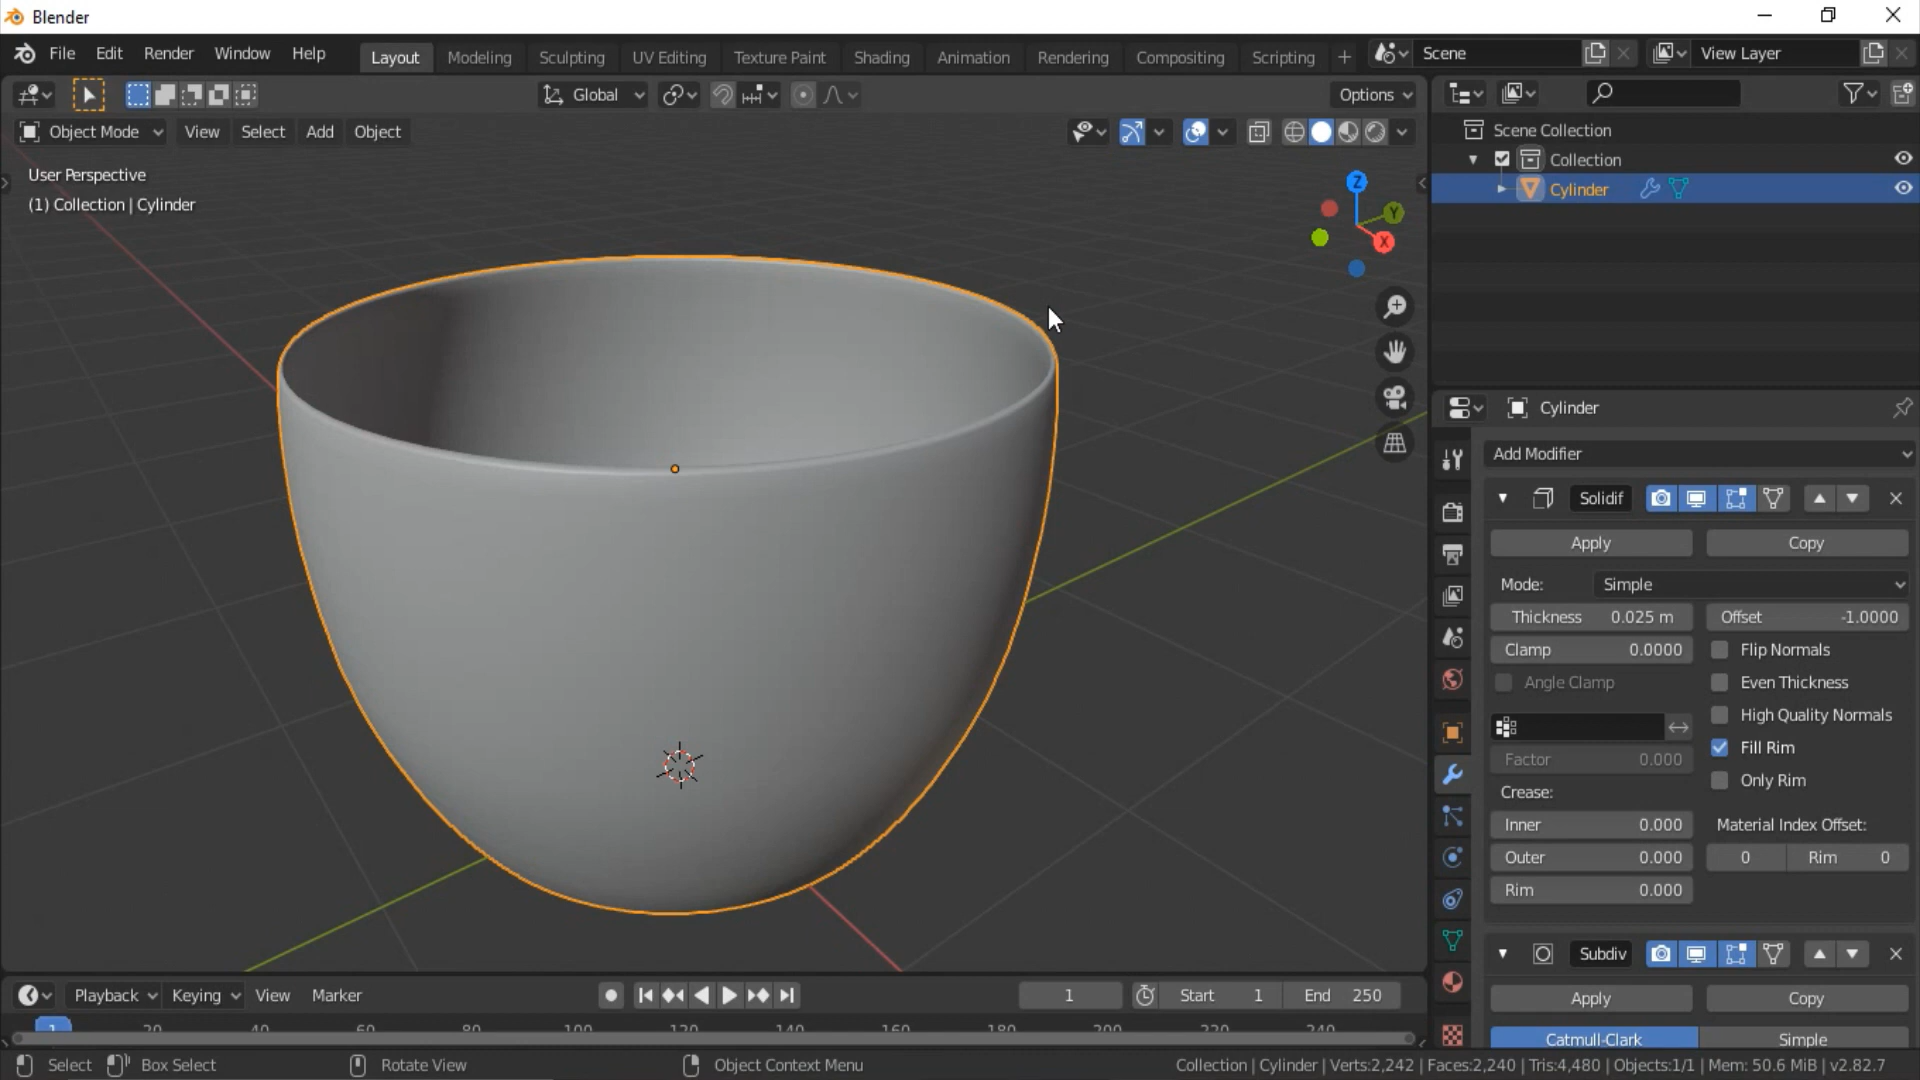 Blender
File Edit Render Window Help Layout Modeling Sculpting UV Editing Texture Paint Shading Animation Rendering Compositing Scripting + Scene View Layer
Global Options
Object Mode View Select Add Object
User Perspective
(1) Collection | Cylinder
Z
Y
X
Scene Collection
Collection
Cylinder
Cylinder
Add Modifier
Solidif
Apply Copy
Mode: Simple
Thickness 0.025 m Offset -1.0000
Clamp 0.0000 Flip Normals
Angle Clamp Even Thickness
High Quality Normals
Fill Rim
Factor 0.000 Only Rim
Crease:
Inner 0.000 Material Index Offset:
Outer 0.000 0 Rim 0
Rim 0.000
Subdiv
Apply Copy
Catmull-Clark Simple
Playback Keying View Marker 1 Start 1 End 250
1 20 40 60 80 100 120 140 160 180 200 220 240
Select Box Select Rotate View Object Context Menu Collection | Cylinder | Verts:2,242 | Faces:2,240 | Tris:4,480 | Objects:1/1 | Mem: 50.6 MiB | v2.82.7